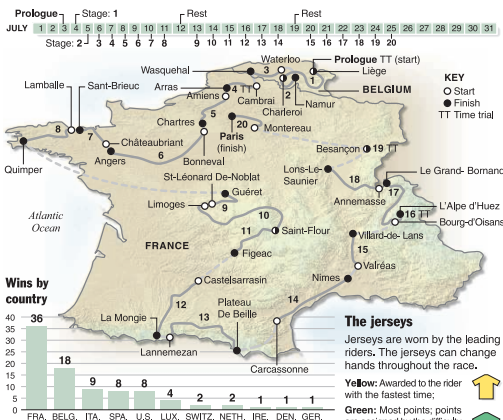 Prologue
Stage: 1
Rest
Rest
JULY 1 2 3 4 5 6 7 8 9 10 11 12 13 14 15 16 17 18 19 20 21 22 23 24 25 26 27 28 29 30 31
Stage: 2 3 4 5 6 7 8 9 10 11 12 13 14 15 16 17 18 19 20
Waterloo
Prologue TT (start)
Wasquehal
3
1
Liège
KEY
Start
Finish
TT Time trial
Lamballe
Sant-Brieuc
Arras
4 TT
2
BELGIUM
Amiens
Cambrai
Namur
Charleroi
8
7
Chartres
5
20
Châteaubriant
Paris
(finish)
Montereau
6
Angers
Bonneval
Besançon
19 TT
Quimper
St-Léonard De-Noblat
Lons-Le-
Saunier
Le Grand- Bornand
Guéret
18
17
Limoges
9
Annemasse
L'Alpe d'Huez
16 TT
10
Bourg-d'Oisans
Atlantic
Ocean
11
Saint-Flour
Villard-de- Lans
FRANCE
Figeac
15
Valréas
Nimes
Castelsarrasin
12
Plateau
De Beille
14
La Mongie
13
Lannemezan
Carcassonne
Wins by
country
40
35
30
25
20
15
10
5
0
36
18
9
8
8
4
2
2
1
1
1
FRA. BELG. ITA. SPA. U.S. LUX. SWITZ. NETH. IRE. DEN. GER.
The jerseys
Jerseys are worn by the leading
riders. The jerseys can change
hands throughout the race.
Yellow: Awarded to the rider
with the fastest time;
Green: Most points; points